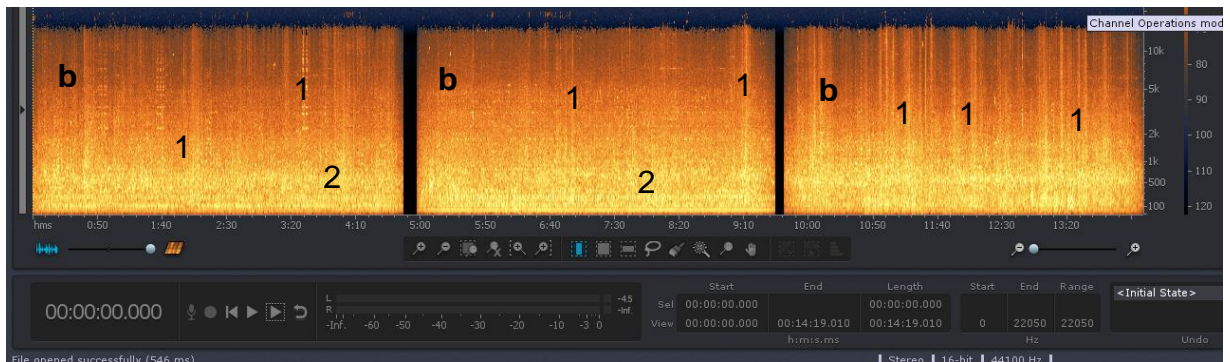 Channel Operations mod
b 1 1 2
b 1 1 2
b 1 1 1
-10k
-5k
-2k
-1k
-500
-100
- 80
- 90
- 100
- 110
- 120
hms 0:50 1:40 2:30 3:20 4:10 5:00 5:50 6:40 7:30 8:20 9:10 10:00 10:50 11:40 12:30 13:20
00:00:00.000
L
R
-45
-Inf.
-Inf. -60 -50 -40 -30 -20 -10 -3 0
Start End Length Start End Range
Sel 00:00:00.000 00:00:00.000
View 00:00:00.000 00:14:19.010 00:14:19.010 0 22050 22050
h:m:s.ms Hz
<Initial State>
Undo
File opened successfully (546 ms)
Stereo 16-bit 44100 Hz